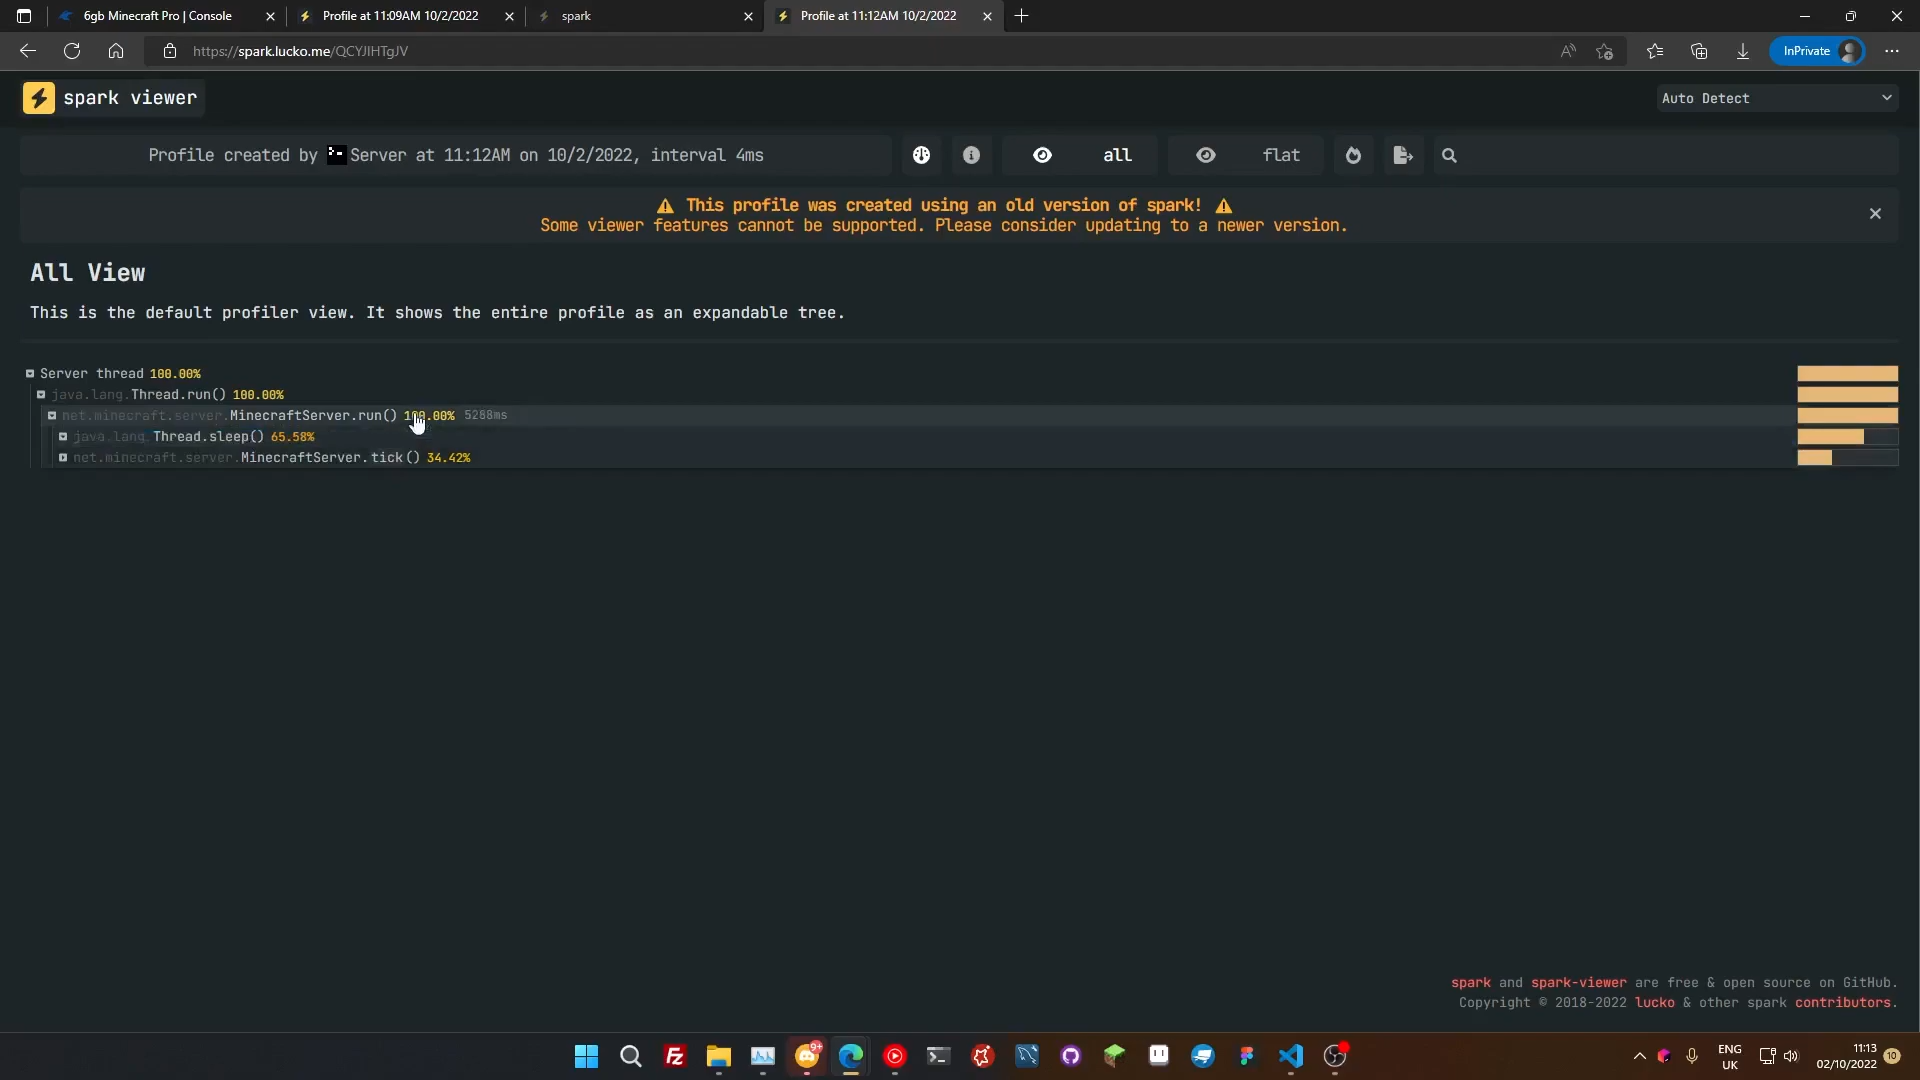 6gb Minecraft Pro | Console
Profile at 11:09AM 10/2/2022
spark
Profile at 11:12AM 10/2/2022
https://spark.lucko.me/QCYJIHTgJV
InPrivate
spark viewer
Auto Detect
Profile created by Server at 11:12AM on 10/2/2022, interval 4ms
all
flat
This profile was created using an old version of spark!
Some viewer features cannot be supported. Please consider updating to a newer version.
All View
This is the default profiler view. It shows the entire profile as an expandable tree.
Server thread 100.00%
java.lang.Thread.run() 100.00%
net.minecraft.server.MinecraftServer.run() 100.00% 5288ms
java.lang.Thread.sleep() 65.58%
net.minecraft.server.MinecraftServer.tick() 34.42%
spark and spark-viewer are free & open source on GitHub.
Copyright © 2018-2022 lucko & other spark contributors.
Fz
9+
ENG
UK
11:13
02/10/2022
10